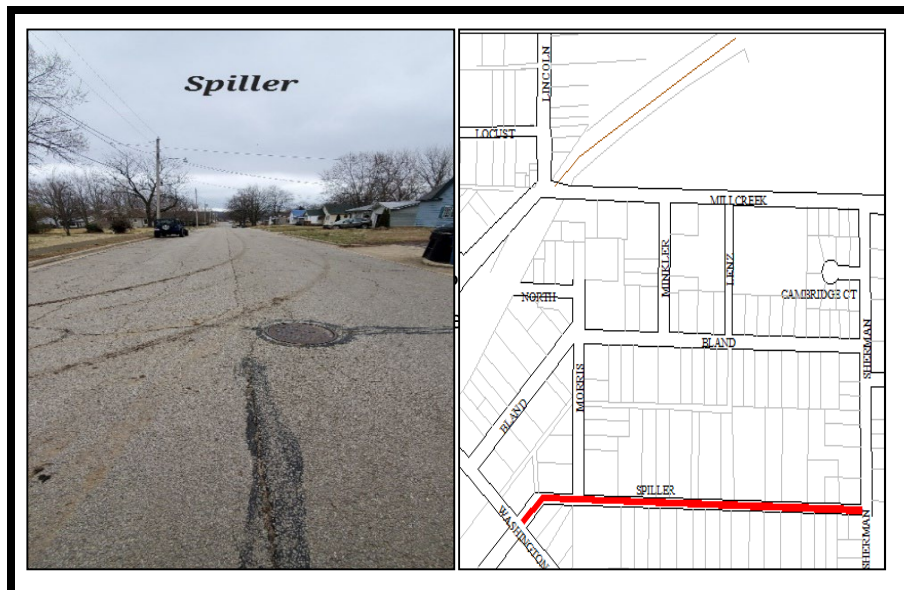 Spiller
LINCOLN
LOCUST
MILLCREEK
MINKLER
LENZ
CAMBRIDGE CT
NORTH
BLAND
SHERMAN
MORRIS
BLAND
SPILLER
WASHINGTON
SHERMAN